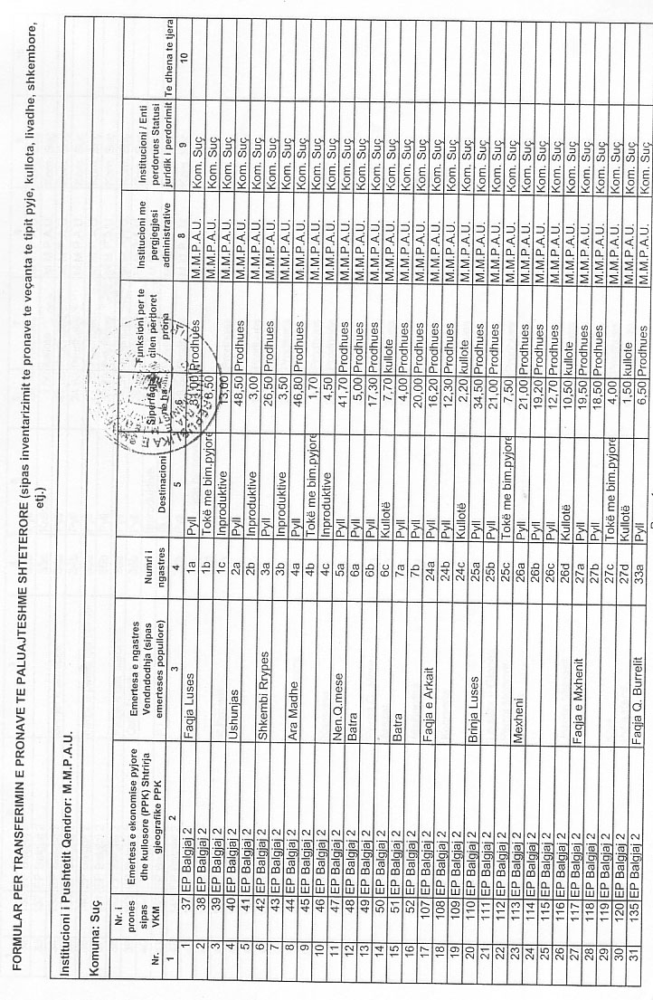 FORMULAR PER TRANSFERIMIN E PRONAVE TE PALUAJTESHME SHTETERORE (sipas inventarizimit te pronave te veçanta te tipit pyje, kullota, livadhe, shkembore,
etj.)
Institucioni i Pushtetit Qendror: M.M.P.A.U.
Komuna: Suç
Nr. | Nr. i prones sipas VKM | Emertesa e ekonomise pyjore dhe kullosore (PPK) Shtrirja gjeografike PPK | Emertesa e ngastres Vendndodhja (sipas emerteses popullore) | Numri i ngastres | Destinacioni | Siperfaqja ne ha | Funksioni per te cilen përdoret prona | Institucioni me pergjegjesi administrative | Institucioni / Enti perdorues Statusi juridik i perdorimit | Te dhena te tjera
1 2 3 4 5 6 8 9 10
1 37 EP Balgjaj 2 Faqja Luses 1a Pyll 81,00 Prodhues M.M.P.A.U. Kom. Suç
2 38 EP Balgjaj 2 1b Tokë me bim.pyjore 6,50 M.M.P.A.U. Kom. Suç
3 39 EP Balgjaj 2 1c Inproduktive 13,00 M.M.P.A.U. Kom. Suç
4 40 EP Balgjaj 2 Ushunjas 2a Pyll 48,50 Prodhues M.M.P.A.U. Kom. Suç
5 41 EP Balgjaj 2 2b Inproduktive 3,00 M.M.P.A.U. Kom. Suç
6 42 EP Balgjaj 2 Shkembi Rrypes 3a Pyll 26,50 Prodhues M.M.P.A.U. Kom. Suç
7 43 EP Balgjaj 2 3b Inproduktive 3,50 M.M.P.A.U. Kom. Suç
8 44 EP Balgjaj 2 Ara Madhe 4a Pyll 46,80 Prodhues M.M.P.A.U. Kom. Suç
9 45 EP Balgjaj 2 4b Tokë me bim.pyjore 1,70 M.M.P.A.U. Kom. Suç
10 46 EP Balgjaj 2 4c Inproduktive 4,50 M.M.P.A.U. Kom. Suç
11 47 EP Balgjaj 2 Nen.Q.mese 5a Pyll 41,70 Prodhues M.M.P.A.U. Kom. Suç
12 48 EP Balgjaj 2 Batra 6a Pyll 5,00 Prodhues M.M.P.A.U. Kom. Suç
13 49 EP Balgjaj 2 6b Pyll 17,30 Prodhues M.M.P.A.U. Kom. Suç
14 50 EP Balgjaj 2 6c Kullotë 7,70 kullote M.M.P.A.U. Kom. Suç
15 51 EP Balgjaj 2 Batra 7a Pyll 4,00 Prodhues M.M.P.A.U. Kom. Suç
16 52 EP Balgjaj 2 7b Pyll 20,00 Prodhues M.M.P.A.U. Kom. Suç
17 107 EP Balgjaj 2 Faqja e Arkait 24a Pyll 16,20 Prodhues M.M.P.A.U. Kom. Suç
18 108 EP Balgjaj 2 24b Pyll 12,30 Prodhues M.M.P.A.U. Kom. Suç
19 109 EP Balgjaj 2 24c Kullotë 2,20 kullote M.M.P.A.U. Kom. Suç
20 110 EP Balgjaj 2 Brinja Luses 25a Pyll 34,50 Prodhues M.M.P.A.U. Kom. Suç
21 111 EP Balgjaj 2 25b Pyll 21,00 Prodhues M.M.P.A.U. Kom. Suç
22 112 EP Balgjaj 2 25c Tokë me bim.pyjore 7,50 M.M.P.A.U. Kom. Suç
23 113 EP Balgjaj 2 Mexheni 26a Pyll 21,00 Prodhues M.M.P.A.U. Kom. Suç
24 114 EP Balgjaj 2 26b Pyll 19,20 Prodhues M.M.P.A.U. Kom. Suç
25 115 EP Balgjaj 2 26c Pyll 12,70 Prodhues M.M.P.A.U. Kom. Suç
26 116 EP Balgjaj 2 26d Kullotë 10,50 kullote M.M.P.A.U. Kom. Suç
27 117 EP Balgjaj 2 Faqja e Mxhenit 27a Pyll 19,50 Prodhues M.M.P.A.U. Kom. Suç
28 118 EP Balgjaj 2 27b Pyll 18,50 Prodhues M.M.P.A.U. Kom. Suç
29 119 EP Balgjaj 2 27c Tokë me bim.pyjore 4,00 M.M.P.A.U. Kom. Suç
30 120 EP Balgjaj 2 27d Kullotë 1,50 kullote M.M.P.A.U. Kom. Suç
31 135 EP Balgjaj 2 Faqja Q. Burrelit 33a Pyll 6,50 Prodhues M.M.P.A.U. Kom. Suç
REPUBLIKA E